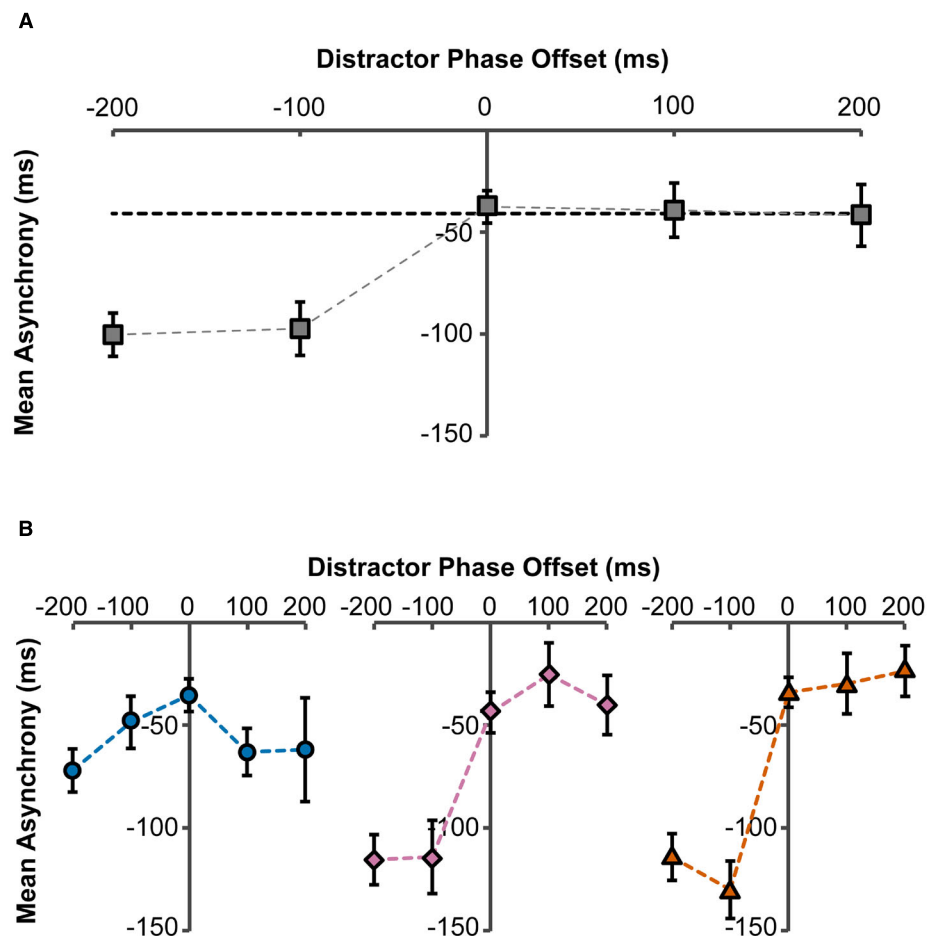 A
Distractor Phase Offset (ms)
-200 -100 0 100 200
Mean Asynchrony (ms)
-50
-100
-150
B
Distractor Phase Offset (ms)
-200 -100 0 100 200 -200 -100 0 100 200 -200 -100 0 100 200
Mean Asynchrony (ms)
-50 -50 -50
-100 -100 -100
-150 -150 -150